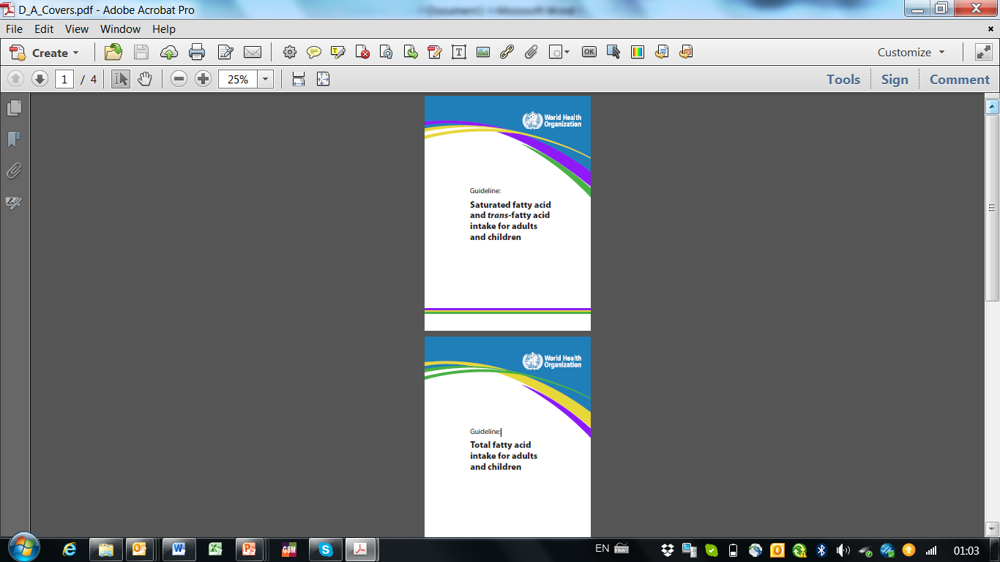 D_A_Covers.pdf - Adobe Acrobat Pro
File Edit View Window Help
Create
OK
Customize
1 / 4
25%
Tools Sign Comment
World Health
Organization
Guideline:
Saturated fatty acid
and trans-fatty acid
intake for adults
and children
World Health
Organization
Guideline:
Total fatty acid
intake for adults
and children
GSM
EN
01:03